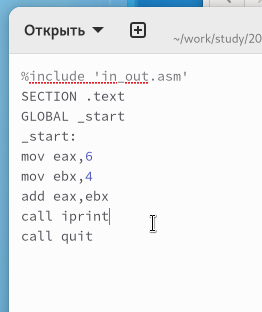 Открыть
~/work/study/20
%include 'in_out.asm'
SECTION .text
GLOBAL _start
_start:
mov eax,6
mov ebx,4
add eax,ebx
call iprint
call quit